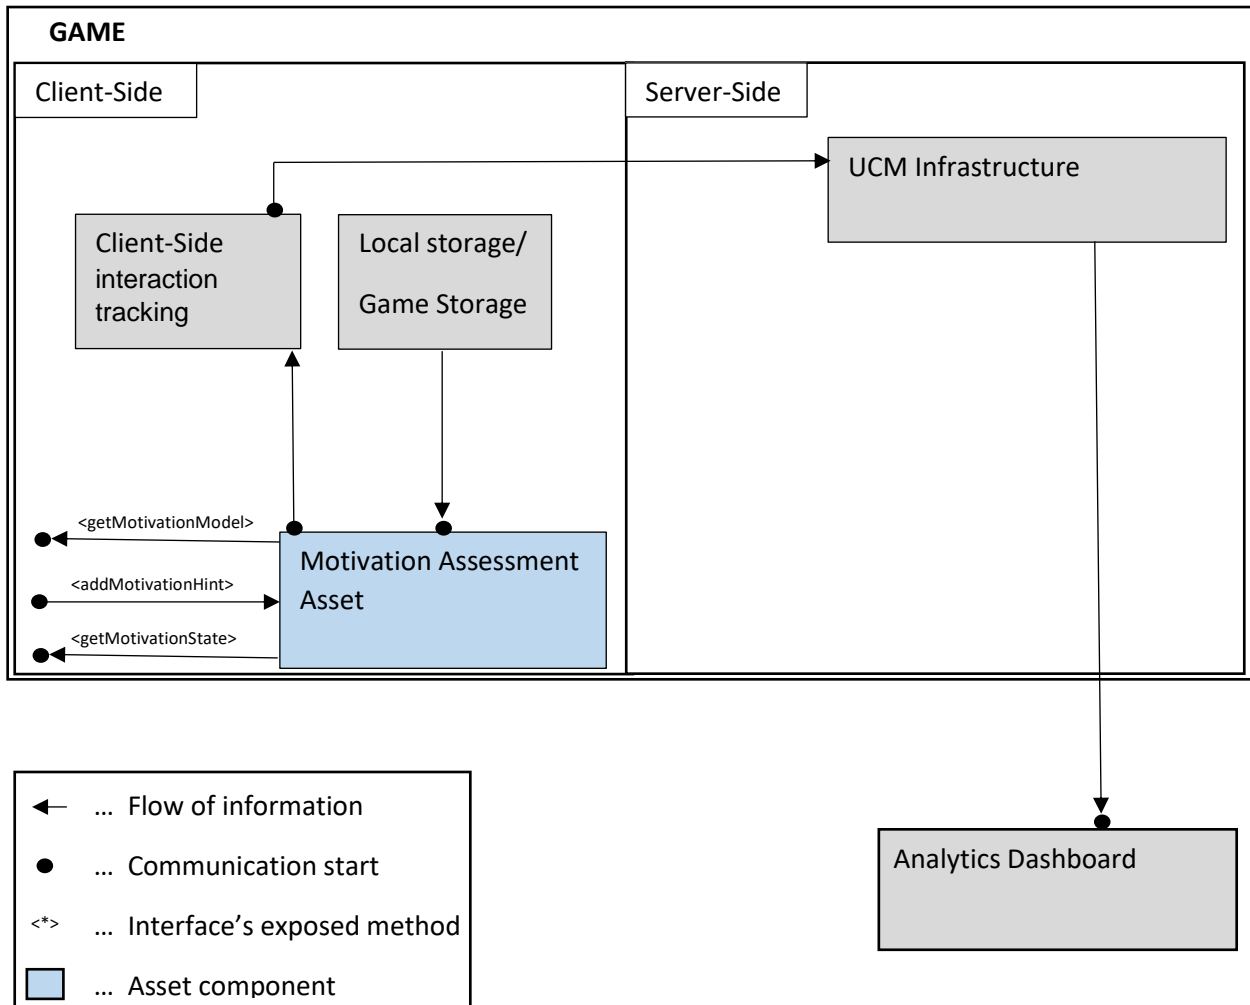 GAME
Client-Side
Server-Side
UCM Infrastructure
Client-Side
interaction
tracking
Local storage/
Game Storage
<getMotivationModel>
<addMotivationHint>
<getMotivationState>
Motivation Assessment
Asset
... Flow of information
... Communication start
<*> ... Interface’s exposed method
... Asset component
Analytics Dashboard